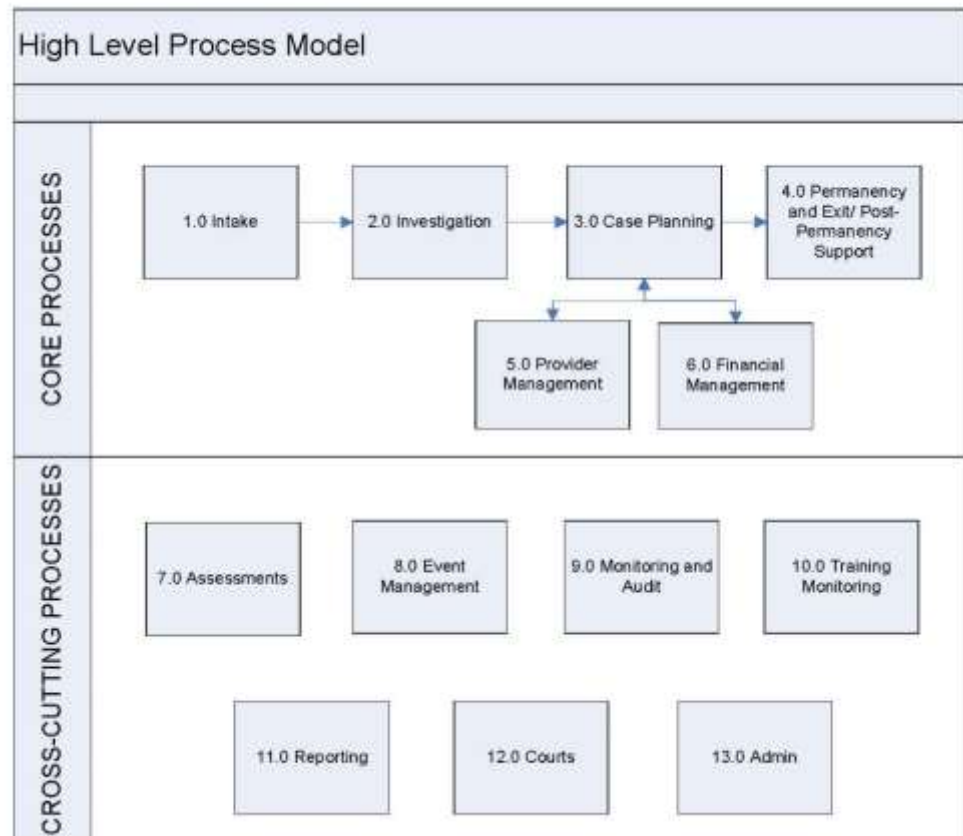 High Level Process Model
CORE PROCESSES
1.0 Intake
2.0 Investigation
3.0 Case Planning
4.0 Permanency
and Exit/ Post-
Permanency
Support
5.0 Provider
Management
6.0 Financial
Management
CROSS-CUTTING PROCESSES
7.0 Assessments
8.0 Event
Management
9.0 Monitoring and
Audit
10.0 Training
Monitoring
11.0 Reporting
12.0 Courts
13.0 Admin